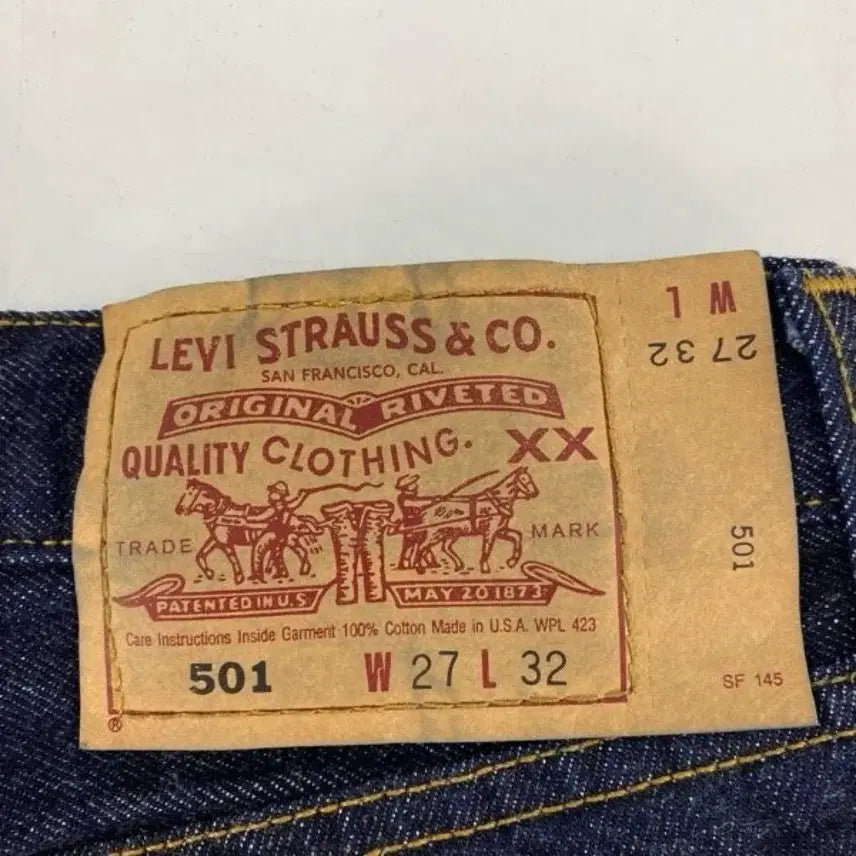 LEVI STRAUSS & CO.
SAN FRANCISCO, CAL.
ORIGINAL RIVETED
QUALITY CLOTHING. XX
TRADE MARK
PATENTED IN U.S. MAY 20 1873
Care Instructions Inside Garment 100% Cotton Made in U.S.A. WPL 423
501 W 27 L 32
®
W L
27 32
501
SF 145